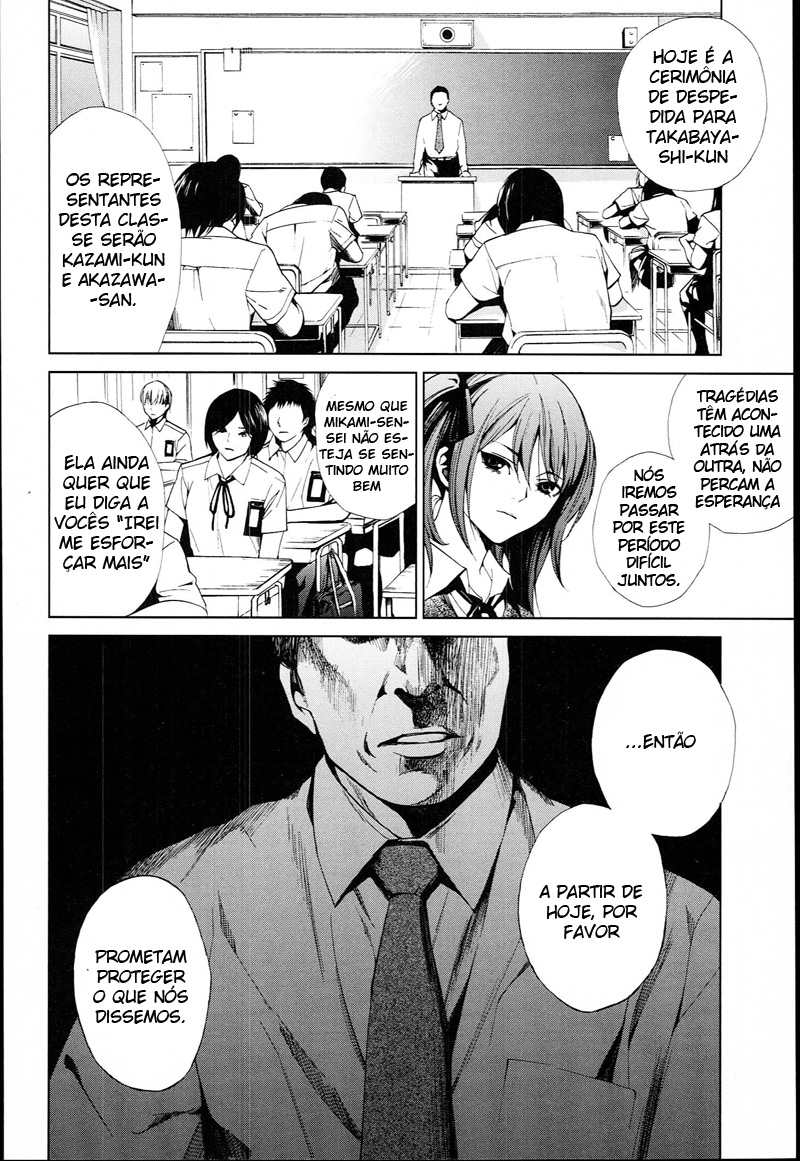 HOJE É A
CERIMÔNIA
DE DESPE-
DIDA PARA
TAKABAYA-
SHI-KUN
OS REPRE-
SENTANTES
DESTA CLAS-
SE SERÃO
KAZAMI-KUN
E AKAZAWA-
-SAN.
TRAGÉDIAS
TÊM ACON-
TECIDO UMA
ATRÁS DA
OUTRA, NÃO
PERCAM A
ESPERANÇA
NÓS
IREMOS
PASSAR
POR ESTE
PERÍODO
DIFÍCIL
JUNTOS.
MESMO QUE
MIKAMI-SEN-
SEI NÃO ES-
TEJA SE SEN-
TINDO MUITO
BEM
ELA AINDA
QUER QUE
EU DIGA A
VOCÊS "IREI
ME ESFOR-
ÇAR MAIS"
...ENTÃO
A PARTIR DE
HOJE, POR
FAVOR
PROMETAM
PROTEGER
O QUE NÓS
DISSEMOS.